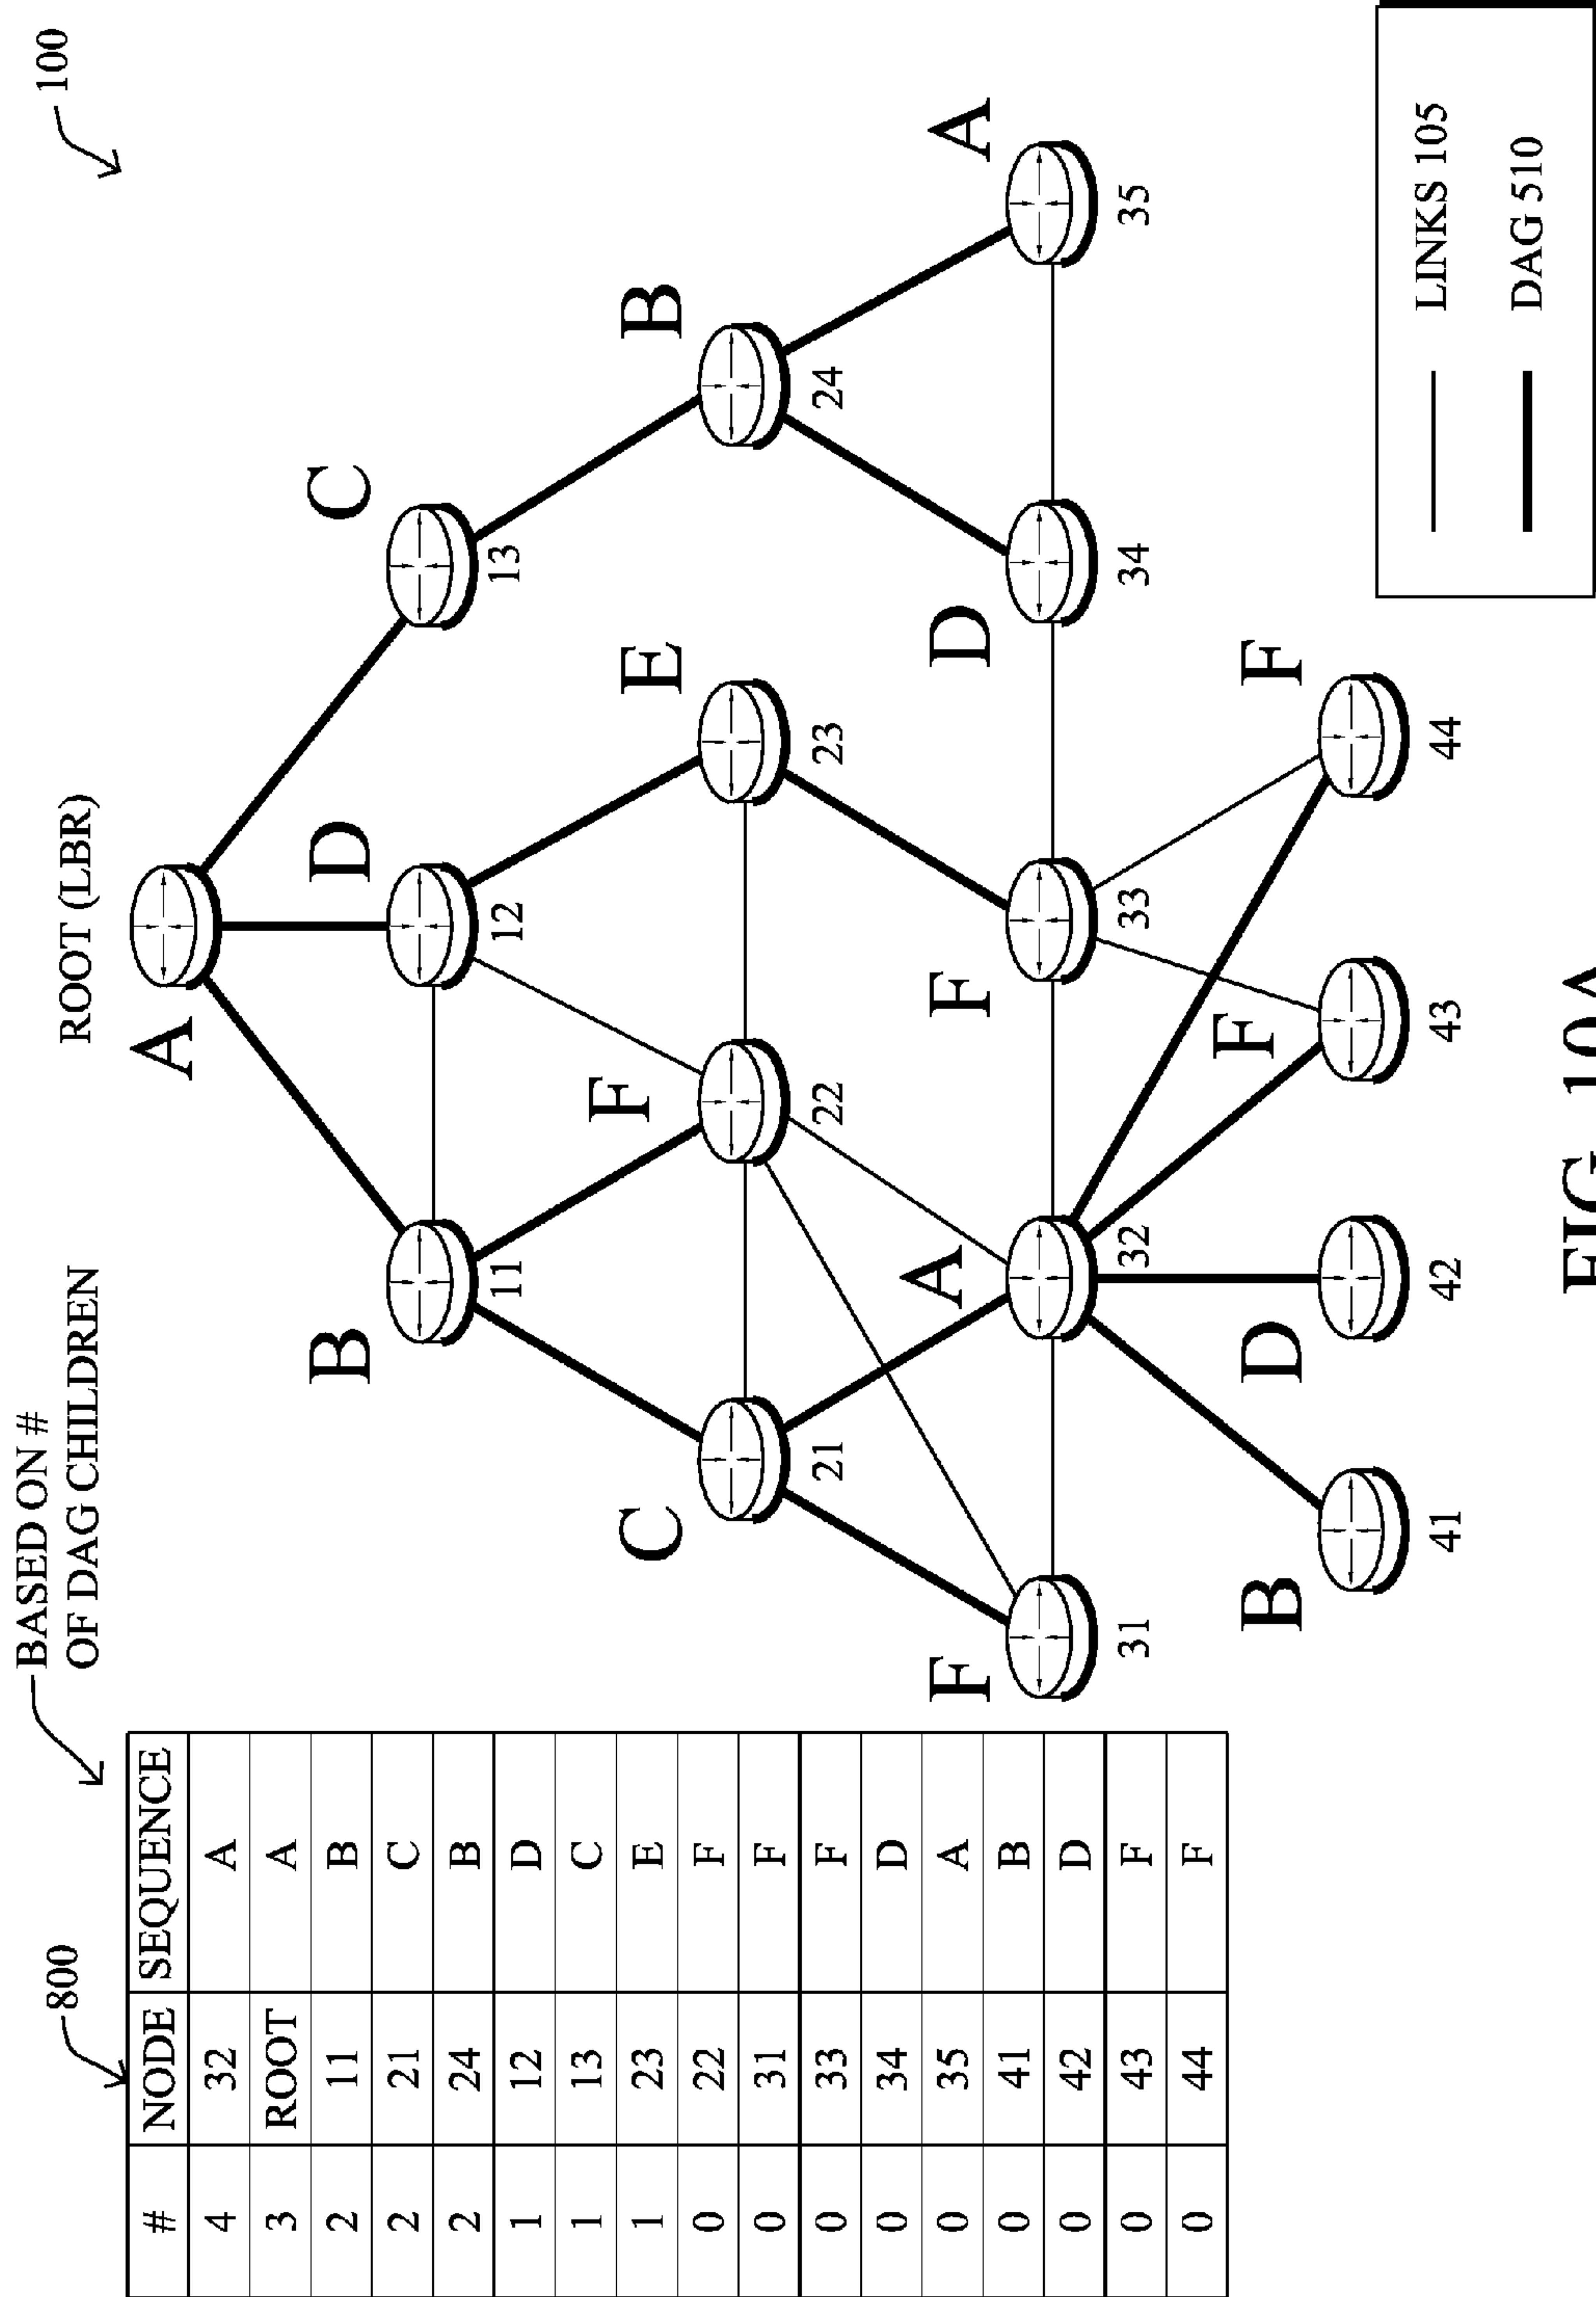 100
BASED ON #
OF DAG CHILDREN
ROOT (LBR)
800
# NODE SEQUENCE
4 32 A
3 ROOT A
2 11 B
2 21 C
2 24 B
1 12 D
1 13 C
1 23 E
0 22 F
0 31 F
0 33 F
0 34 D
0 35 A
0 41 B
0 42 D
0 43 F
0 44 F
A
B
11
D
12
C
13
C
21
F
22
E
23
B
24
F
31
A
32
F
33
D
34
A
35
B
41
D
42
F
43
F
44
LINKS 105
DAG 510
FIG. 10A